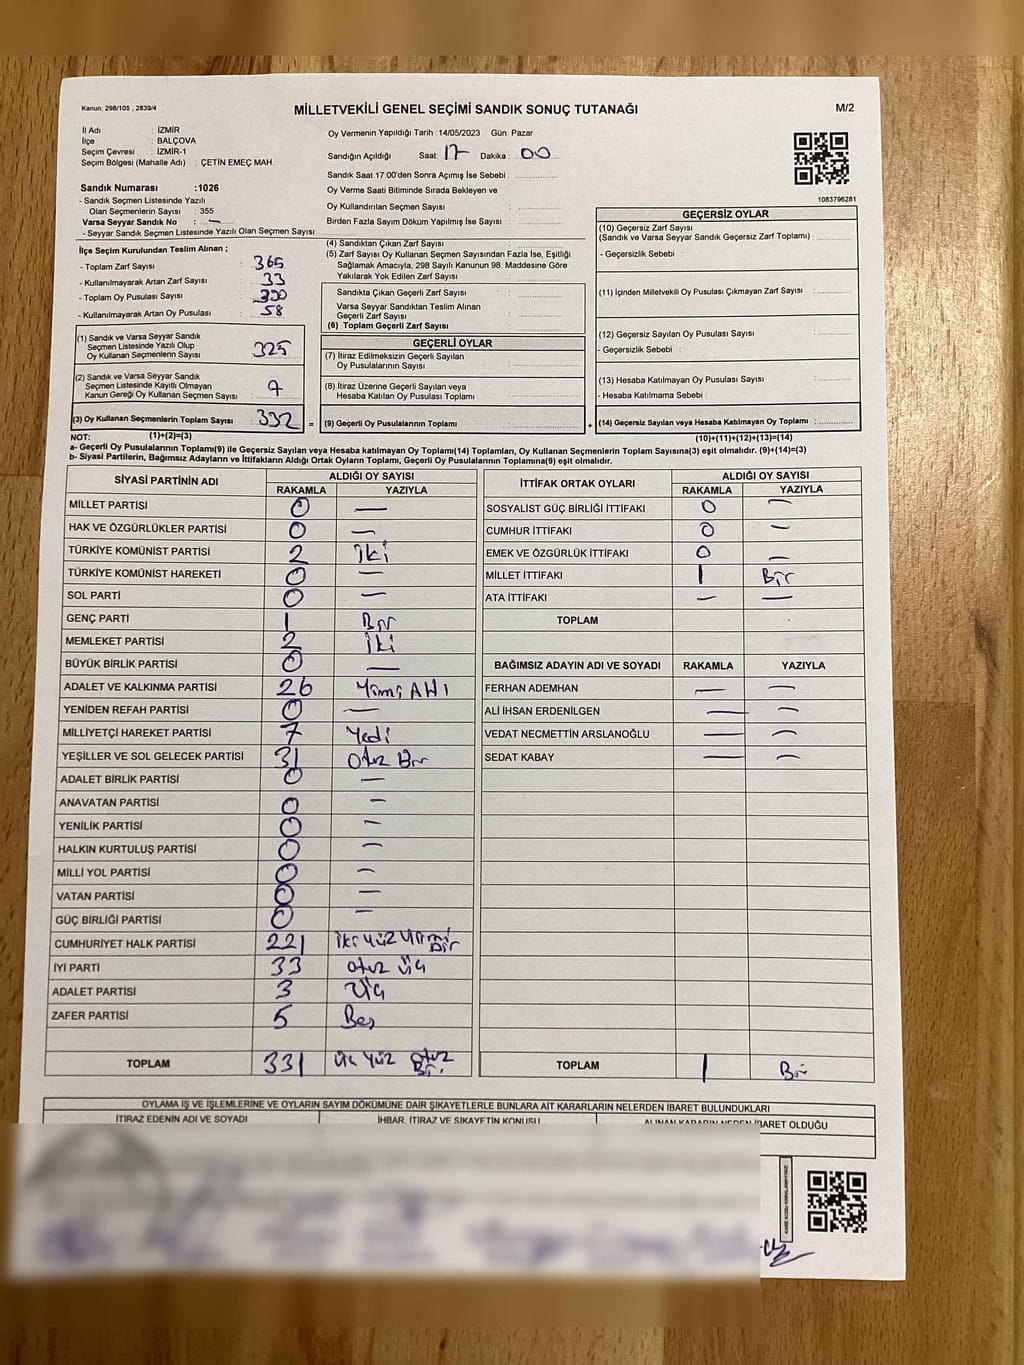 Kanun, 298/105 , 2839/4
MİLLETVEKİLİ GENEL SEÇİMİ SANDIK SONUÇ TUTANAĞI
M/2
İl Adı : İZMİR
İlçe : BALÇOVA
Seçim Çevresi : İZMİR-1
Seçim Bölgesi (Mahalle Adı) : ÇETİN EMEÇ MAH.
Oy Vermenin Yapıldığı Tarih :14/05/2023 Gün: Pazar
Sandığın Açıldığı Saat: 17 Dakika : 00
Sandık Saat 17:00'den Sonra Açımış İse Sebebi :
Oy Verme Saati Bitiminde Sırada Bekleyen ve
Oy Kullandırılan Seçmen Sayısı :
Birden Fazla Sayım Döküm Yapılmış İse Sayısı :
1083796281
Sandık Numarası :1026
- Sandık Seçmen Listesinde Yazılı
Olan Seçmenlerin Sayısı : 355
Varsa Seyyar Sandık No : —
- Seyyar Sandık Seçmen Listesinde Yazılı Olan Seçmen Sayısı:
İlçe Seçim Kurulundan Teslim Alınan ;
- Toplam Zarf Sayısı : 365
- Kullanılmayarak Artan Zarf Sayısı : 33
- Toplam Oy Pusulası Sayısı :
- Kullanılmayarak Artan Oy Pusulası : 58
(1) Sandık ve Varsa Seyyar Sandık
Seçmen Listesinde Yazılı Olup
Oy Kullanan Seçmenlerin Sayısı : 325
(2) Sandık ve Varsa Seyyar Sandık
Seçmen Listesinde Kayıtlı Olmayan
Kanun Gereği Oy Kullanan Seçmen Sayısı : 7
(3) Oy Kullanan Seçmenlerin Toplam Sayısı : 332
(4) Sandıktan Çıkan Zarf Sayısı :
(5) Zarf Sayısı Oy Kullanan Seçmen Sayısından Fazla İse, Eşitliği
Sağlamak Amacıyla, 298 Sayılı Kanunun 98. Maddesine Göre
Yakılarak Yok Edilen Zarf Sayısı :
Sandıkta Çıkan Geçerli Zarf Sayısı :
Varsa Seyyar Sandıktan Teslim Alınan
Geçerli Zarf Sayısı :
(6) Toplam Geçerli Zarf Sayısı :
GEÇERLİ OYLAR
(7) İtiraz Edilmeksizin Geçerli Sayılan
Oy Pusulalarının Sayısı :
(8) İtiraz Üzerine Geçerli Sayılan veya
Hesaba Katılan Oy Pusulası Toplamı :
= (9) Geçerli Oy Pusulalarının Toplamı :
GEÇERSİZ OYLAR
(10) Geçersiz Zarf Sayısı
(Sandık ve Varsa Seyyar Sandık Geçersiz Zarf Toplamı) :
- Geçersizlik Sebebi :
(11) İçinden Milletvekili Oy Pusulası Çıkmayan Zarf Sayısı :
(12) Geçersiz Sayılan Oy Pusulası Sayısı :
- Geçersizlik Sebebi :
(13) Hesaba Katılmayan Oy Pusulası Sayısı :
- Hesaba Katılmama Sebebi :
+ (14) Geçersiz Sayılan veya Hesaba Katılmayan Oy Toplamı :
NOT: (1)+(2)=(3) (10)+(11)+(12)+(13)=(14)
a- Geçerli Oy Pusulalarının Toplamı(9) ile Geçersiz Sayılan veya Hesaba katılmayan Oy Toplamı(14) Toplamları, Oy Kullanan Seçmenlerin Toplam Sayısına(3) eşit olmalıdır. (9)+(14)=(3)
b- Siyasi Partilerin, Bağımsız Adayların ve İttifakların Aldığı Ortak Oyların Toplamı, Geçerli Oy Pusulalarının Toplamına(9) eşit olmalıdır.
SİYASİ PARTİNİN ADI ALDIĞI OY SAYISI
RAKAMLA YAZIYLA
MİLLET PARTİSİ 0 —
HAK VE ÖZGÜRLÜKLER PARTİSİ 0 —
TÜRKİYE KOMÜNİST PARTİSİ 2 iki
TÜRKİYE KOMÜNİST HAREKETİ 0 —
SOL PARTİ 0 —
GENÇ PARTİ 1 Bir
MEMLEKET PARTİSİ 2 iki
BÜYÜK BİRLİK PARTİSİ 0 —
ADALET VE KALKINMA PARTİSİ 26 Yirmi Altı
YENİDEN REFAH PARTİSİ 0 —
MİLLİYETÇİ HAREKET PARTİSİ 7 Yedi
YEŞİLLER VE SOL GELECEK PARTİSİ 31 Otuz Bir
ADALET BİRLİK PARTİSİ 0 —
ANAVATAN PARTİSİ 0 —
YENİLİK PARTİSİ 0 —
HALKIN KURTULUŞ PARTİSİ 0 —
MİLLİ YOL PARTİSİ 0 —
VATAN PARTİSİ 0 —
GÜÇ BİRLİĞİ PARTİSİ 0 —
CUMHURİYET HALK PARTİSİ 221 iki yüz yirmi Bir
İYİ PARTİ 33 otuz üç
ADALET PARTİSİ 3 üç
ZAFER PARTİSİ 5 Beş
TOPLAM 331 üç yüz otuz Bir
İTTİFAK ORTAK OYLARI ALDIĞI OY SAYISI
RAKAMLA YAZIYLA
SOSYALİST GÜÇ BİRLİĞİ İTTİFAKI 0 —
CUMHUR İTTİFAKI 0 —
EMEK VE ÖZGÜRLÜK İTTİFAKI 0 —
MİLLET İTTİFAKI 1 Bir
ATA İTTİFAKI — —
TOPLAM
BAĞIMSIZ ADAYIN ADI VE SOYADI RAKAMLA YAZIYLA
FERHAN ADEMHAN — —
ALİ İHSAN ERDENİLGEN — —
VEDAT NECMETTİN ARSLANOĞLU — —
SEDAT KABAY — —
TOPLAM 1 Bir
OYLAMA İŞ VE İŞLEMLERİNE VE OYLARIN SAYIM DÖKÜMÜNE DAİR ŞİKAYETLERLE BUNLARA AİT KARARLARIN NELERDEN İBARET BULUNDUKLARI
İTİRAZ EDENİN ADI VE SOYADI İHBAR, İTİRAZ VE ŞİKAYETİN KONUSU ALINAN KARARIN NEDEN İBARET OLDUĞU